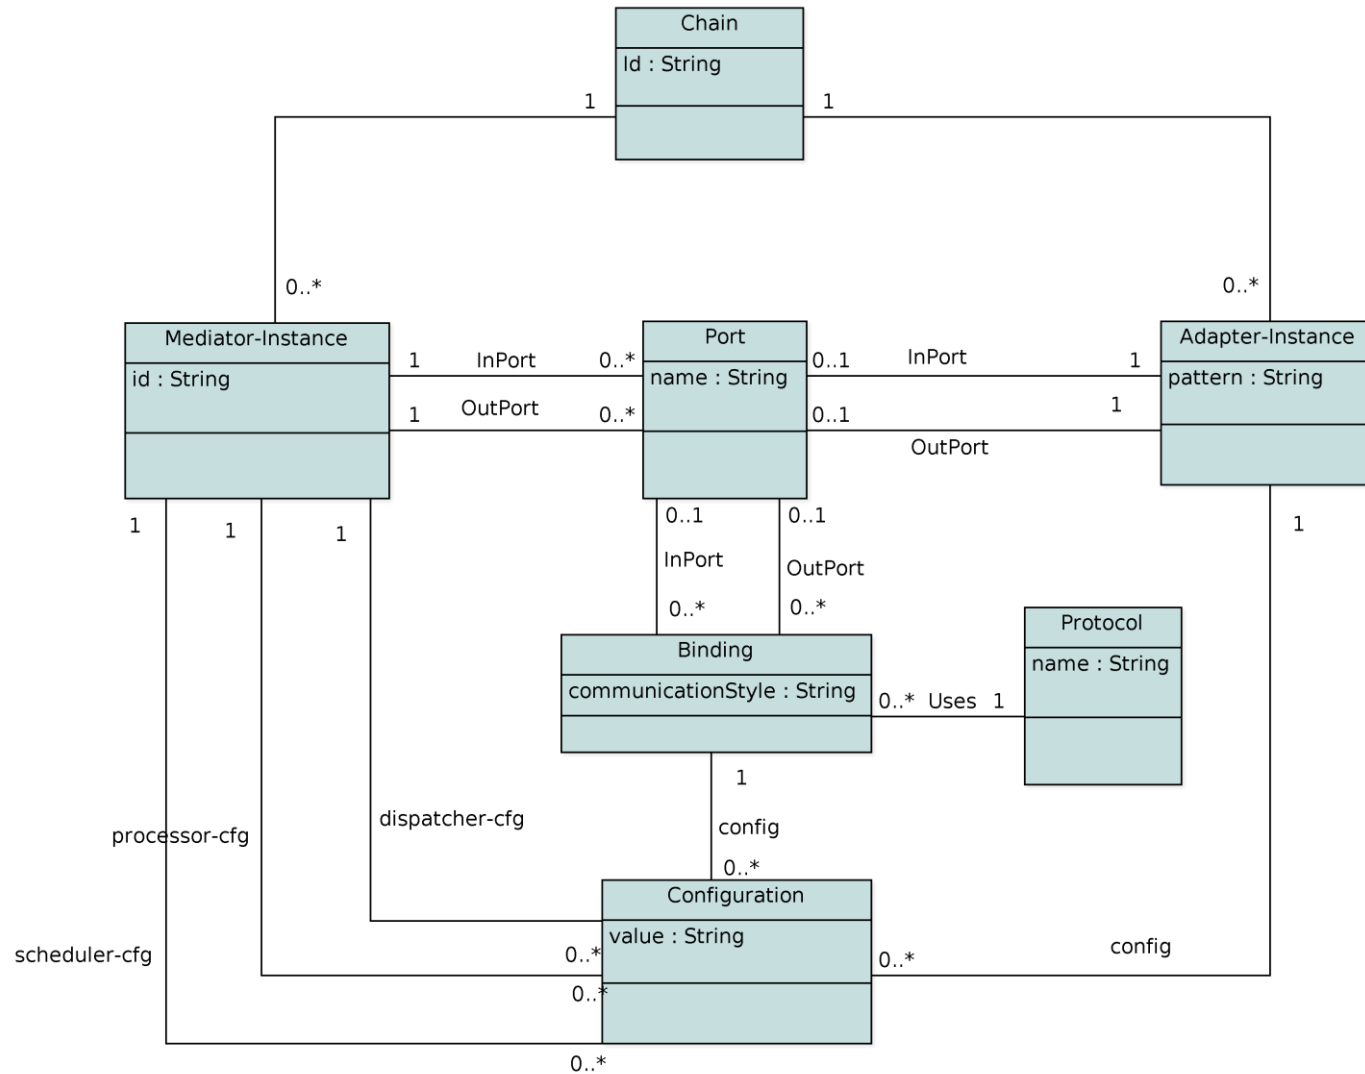 Chain
Id : String
1
1
0..*
0..*
Mediator-Instance
id : String
Port
name : String
Adapter-Instance
pattern : String
1
InPort
0..*
0..1
InPort
1
1
OutPort
0..*
0..1
OutPort
1
1
1
1
0..1
0..1
1
InPort
OutPort
0..*
0..*
Binding
communicationStyle : String
Protocol
name : String
0..*
Uses
1
1
processor-cfg
dispatcher-cfg
config
0..*
Configuration
value : String
scheduler-cfg
0..*
0..*
0..*
0..*
config